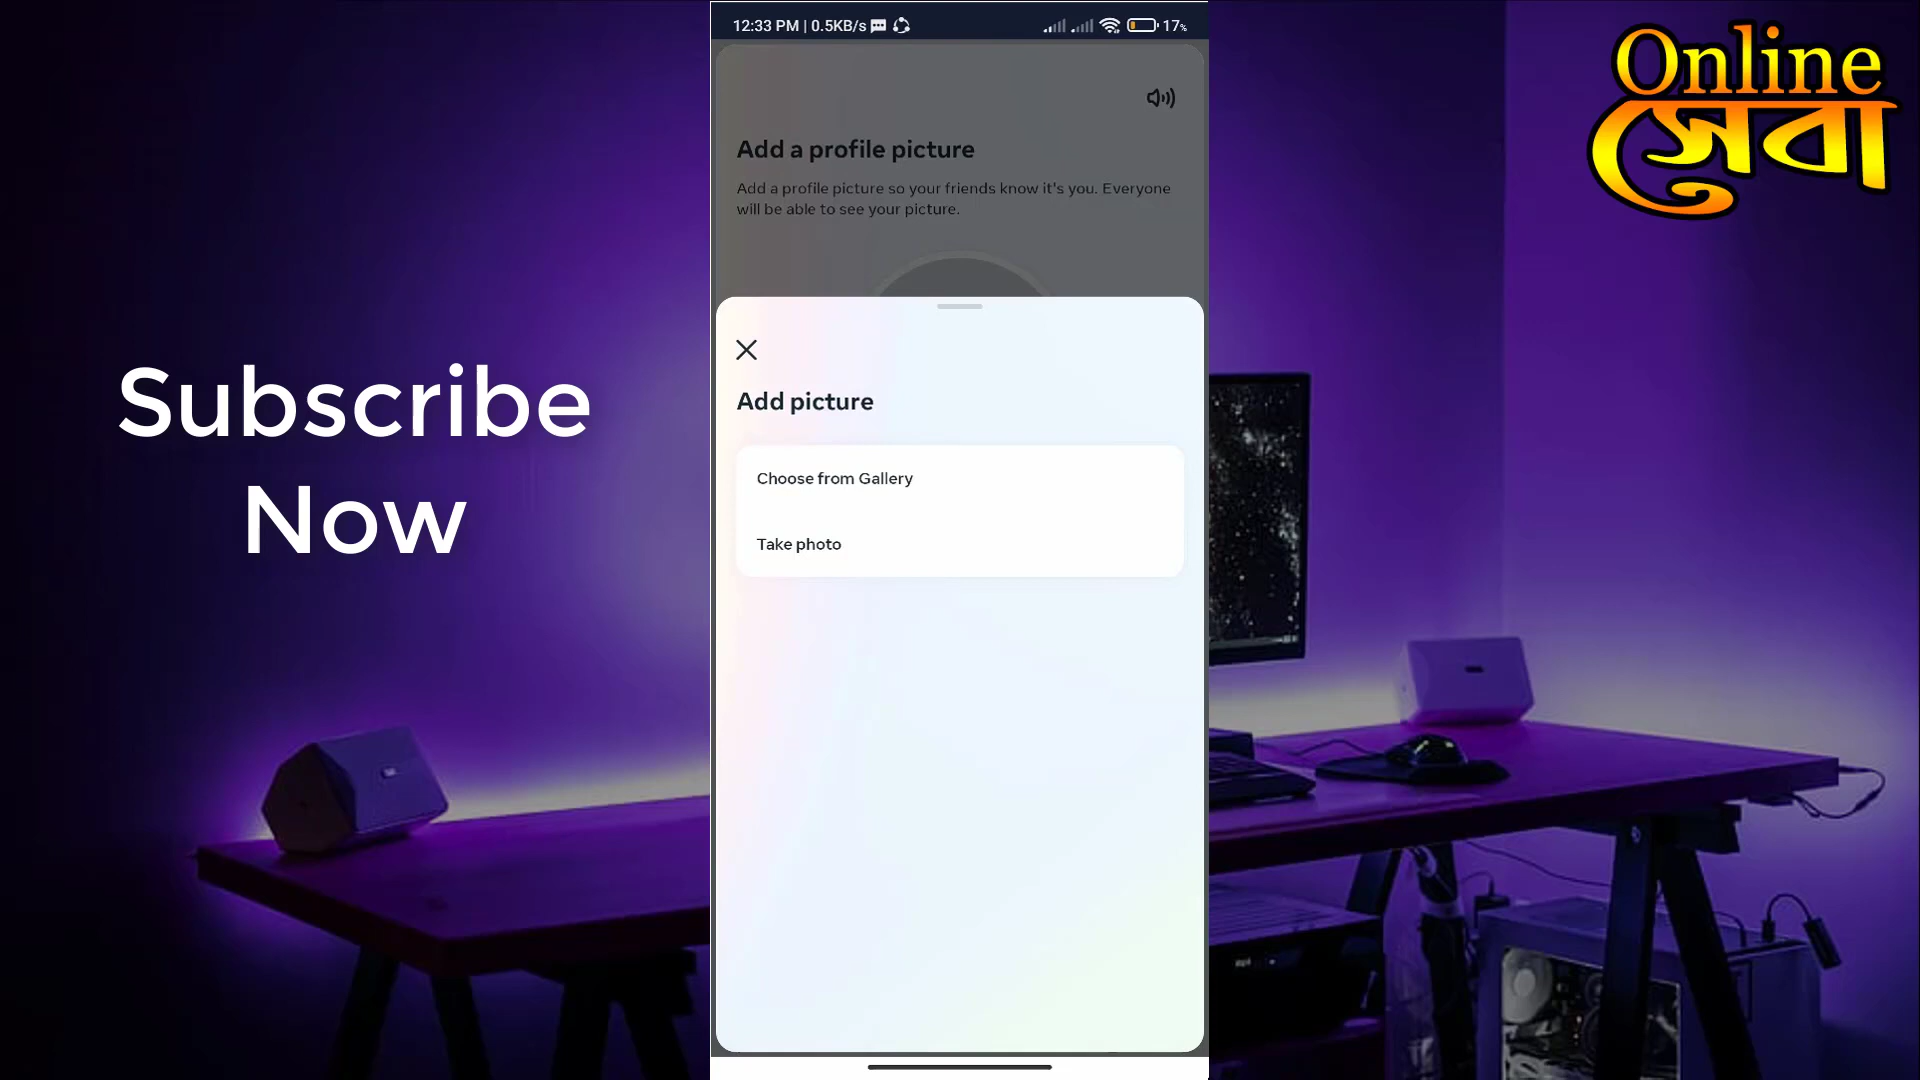 12:33 PM | 0.5KB/s 17%
Online
সেবা
Add a profile picture
Add a profile picture so your friends know it's you. Everyone
will be able to see your picture.
Subscribe
Now
Add picture
Choose from Gallery
Take photo